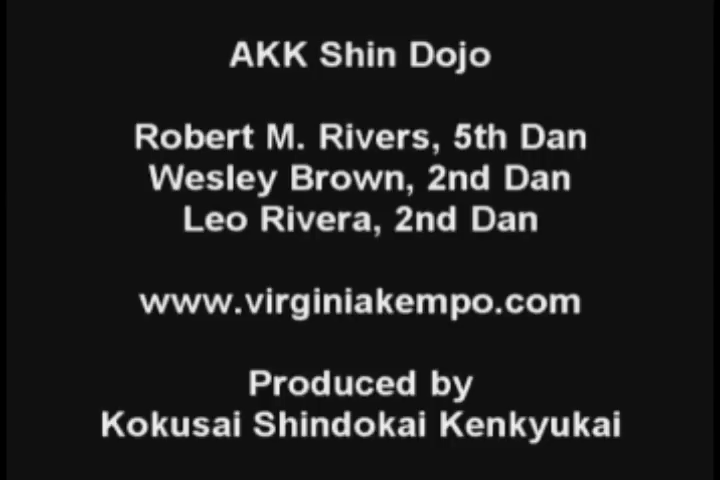 AKK Shin Dojo
Robert M. Rivers, 5th Dan
Wesley Brown, 2nd Dan
Leo Rivera, 2nd Dan
www.virginiakempo.com
Produced by
Kokusai Shindokai Kenkyukai